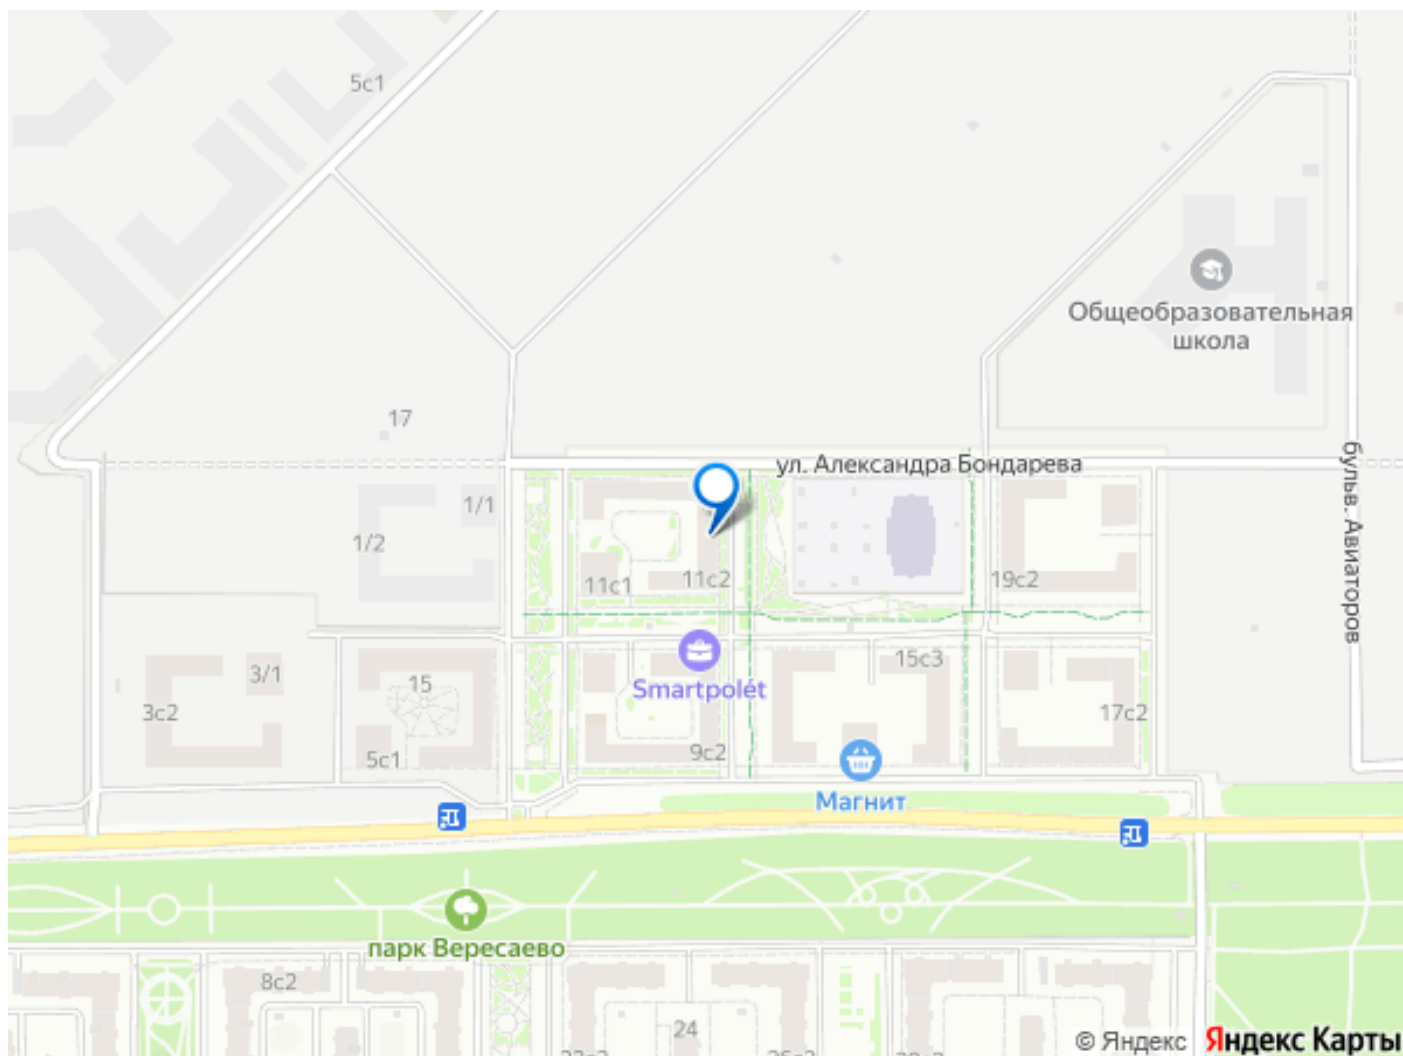 5с1
Общеобразовательная
школа
17
ул. Александра Бондарева
бульв. Авиаторов
1/1
1/2
11с1
11с2
19с2
3/1
15
15с3
Smartpolét
3с2
17с2
5с1
9с2
Магнит
парк Вересаево
8с2
24
© Яндекс
Яндекс Карты